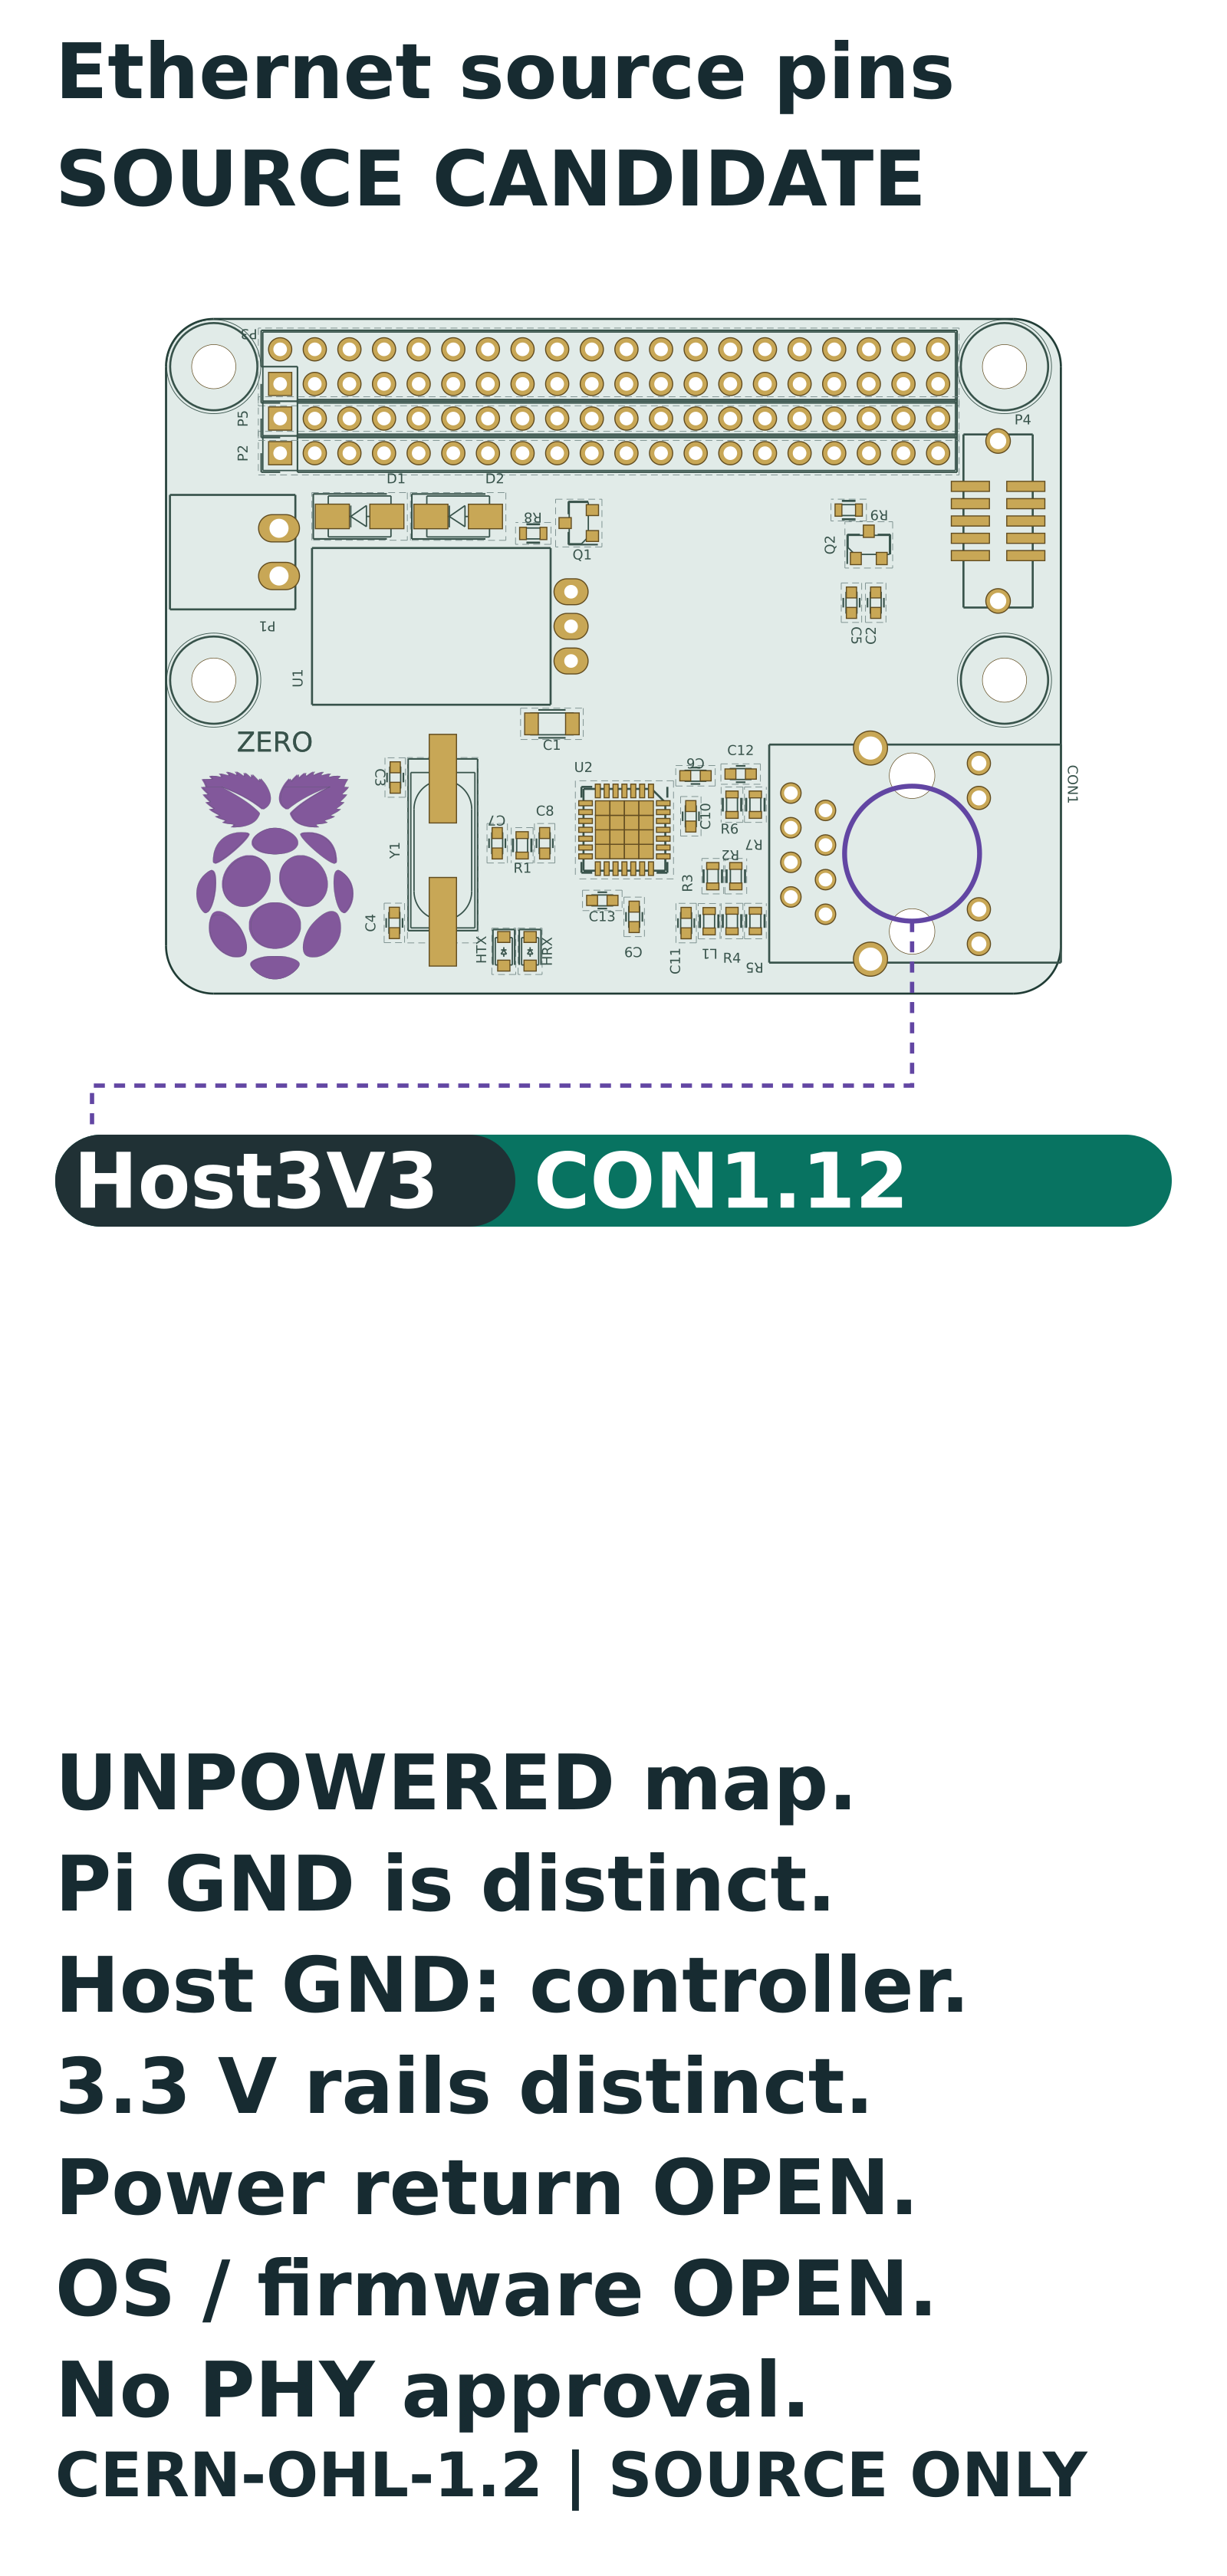 Ethernet source pins
SOURCE CANDIDATE
P3
P5
P4
P2
D1 D2
R8
R9
Q1
Q2
P1
C5 C2
U1
ZERO
C1
C12
U2
C6
CON1
C3
C10
C7
C8
R6
R7
Y1
R1
R2
R3
C13
C4
HTX
HRX
C9
C11
L1
R4
R5
Host3V3 CON1.12
UNPOWERED map.
Pi GND is distinct.
Host GND: controller.
3.3 V rails distinct.
Power return OPEN.
OS / firmware OPEN.
No PHY approval.
CERN-OHL-1.2 | SOURCE ONLY